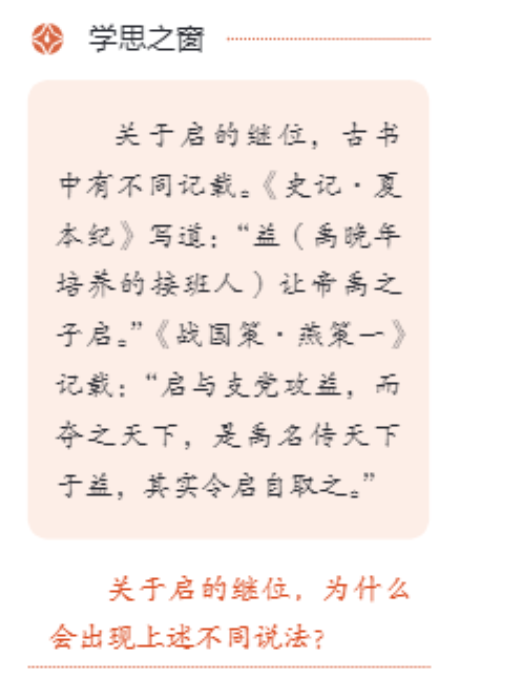 学思之窗
关于启的继位，古书
中有不同记载。《史记·夏
本纪》写道：“益（禹晚年
培养的接班人）让帝禹之
子启。”《战国策·燕策一》
记载：“启与支党攻益，而
夺之天下，是禹名传天下
于益，其实令启自取之。”
关于启的继位，为什么
会出现上述不同说法？